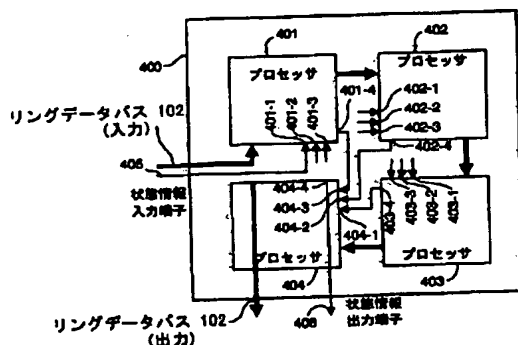 400
401
402
プロセッサ
プロセッサ
401-1
401-2
401-3
401-4
402-1
402-2
402-3
402-4
リングデータバス 102
(入力)
405
状態情報
入力端子
404-4
404-3
404-2
404-1
403-4
403-3
403-2
403-1
プロセッサ
プロセッサ
404
403
リングデータバス 102
(出力)
406
状態情報
出力端子